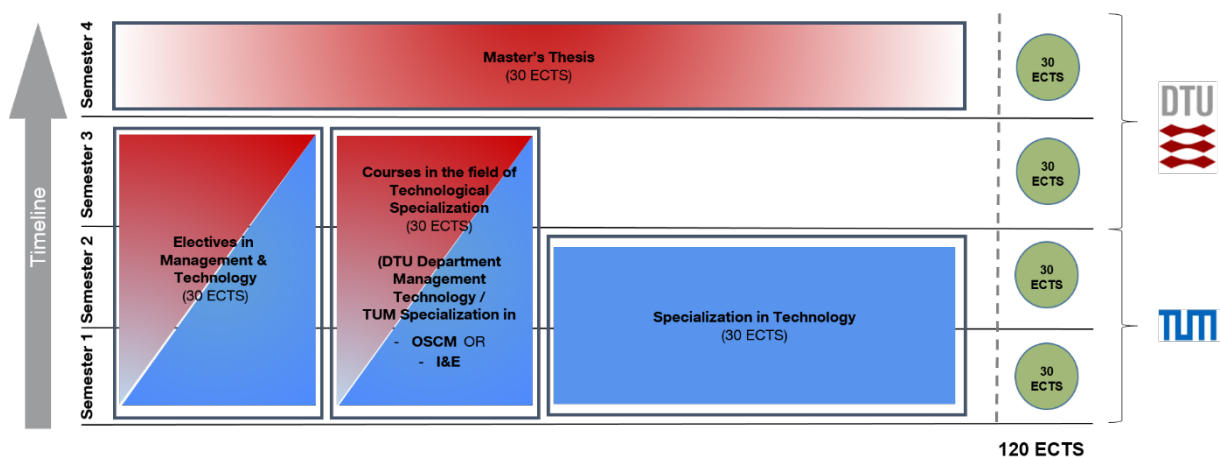 Timeline
Semester 4
Master's Thesis
(30 ECTS)
30
ECTS
Semester 3
Courses in the field of
Technological
Specialization
(30 ECTS)
30
ECTS
DTU
Semester 2
Electives in
Management &
Technology
(30 ECTS)
(DTU Department
Management
Technology /
TUM Specialization in
- OSCM OR
- I&E
30
ECTS
Semester 1
Specialization in Technology
(30 ECTS)
30
ECTS
TUM
120 ECTS